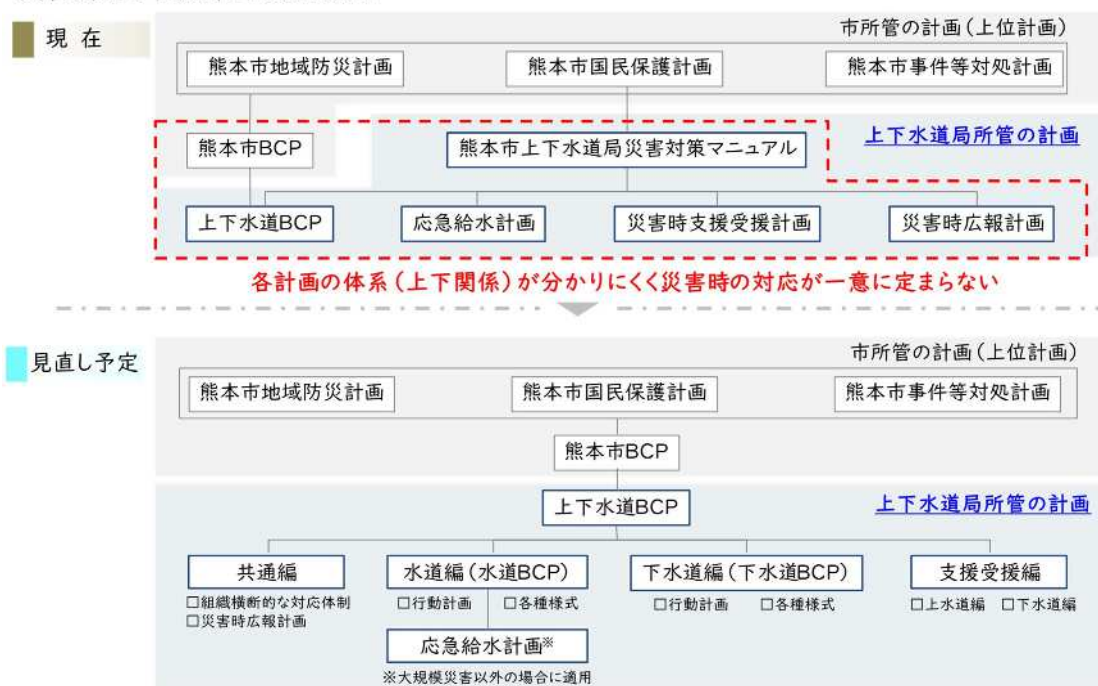 現 在
市所管の計画(上位計画)
熊本市地域防災計画
熊本市国民保護計画
熊本市事件等対処計画
上下水道局所管の計画
熊本市BCP
熊本市上下水道局災害対策マニュアル
上下水道BCP
応急給水計画
災害時支援受援計画
災害時広報計画
各計画の体系(上下関係)が分かりにくく災害時の対応が一意に定まらない
見直し予定
市所管の計画(上位計画)
熊本市地域防災計画
熊本市国民保護計画
熊本市事件等対処計画
熊本市BCP
上下水道BCP
上下水道局所管の計画
共通編
水道編(水道BCP)
下水道編(下水道BCP)
支援受援編
□組織横断的な対応体制
□災害時広報計画
□行動計画 □各種様式
□行動計画 □各種様式
□上水道編 □下水道編
応急給水計画※
※大規模災害以外の場合に適用